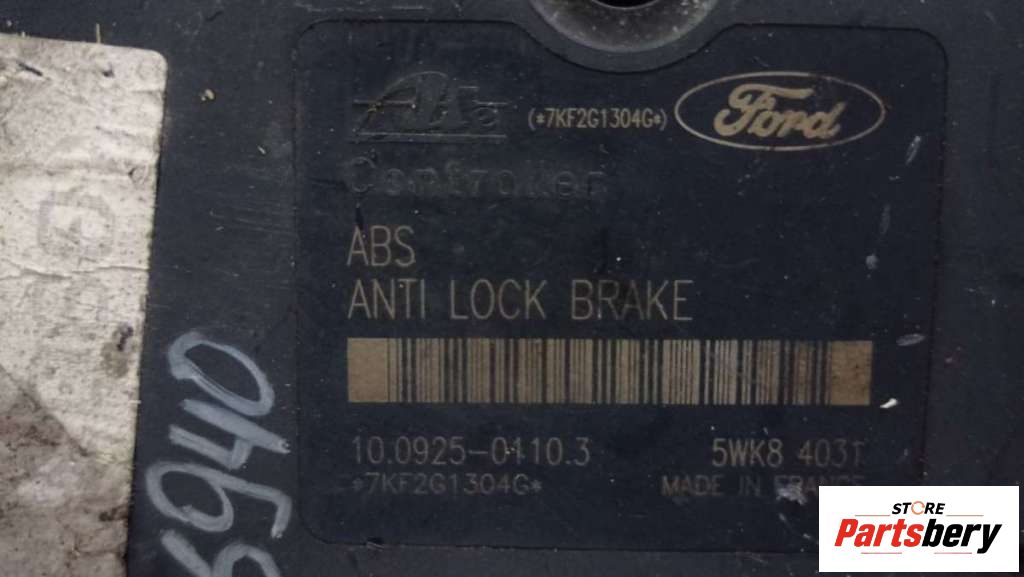 ATE (*7KF2G1304G*) Ford
ABS
ANTI LOCK BRAKE
10.0925-0110.3 5WK8 4031
*7KF2G1304G* MADE IN FRANCE
3940
STORE
Partsbery